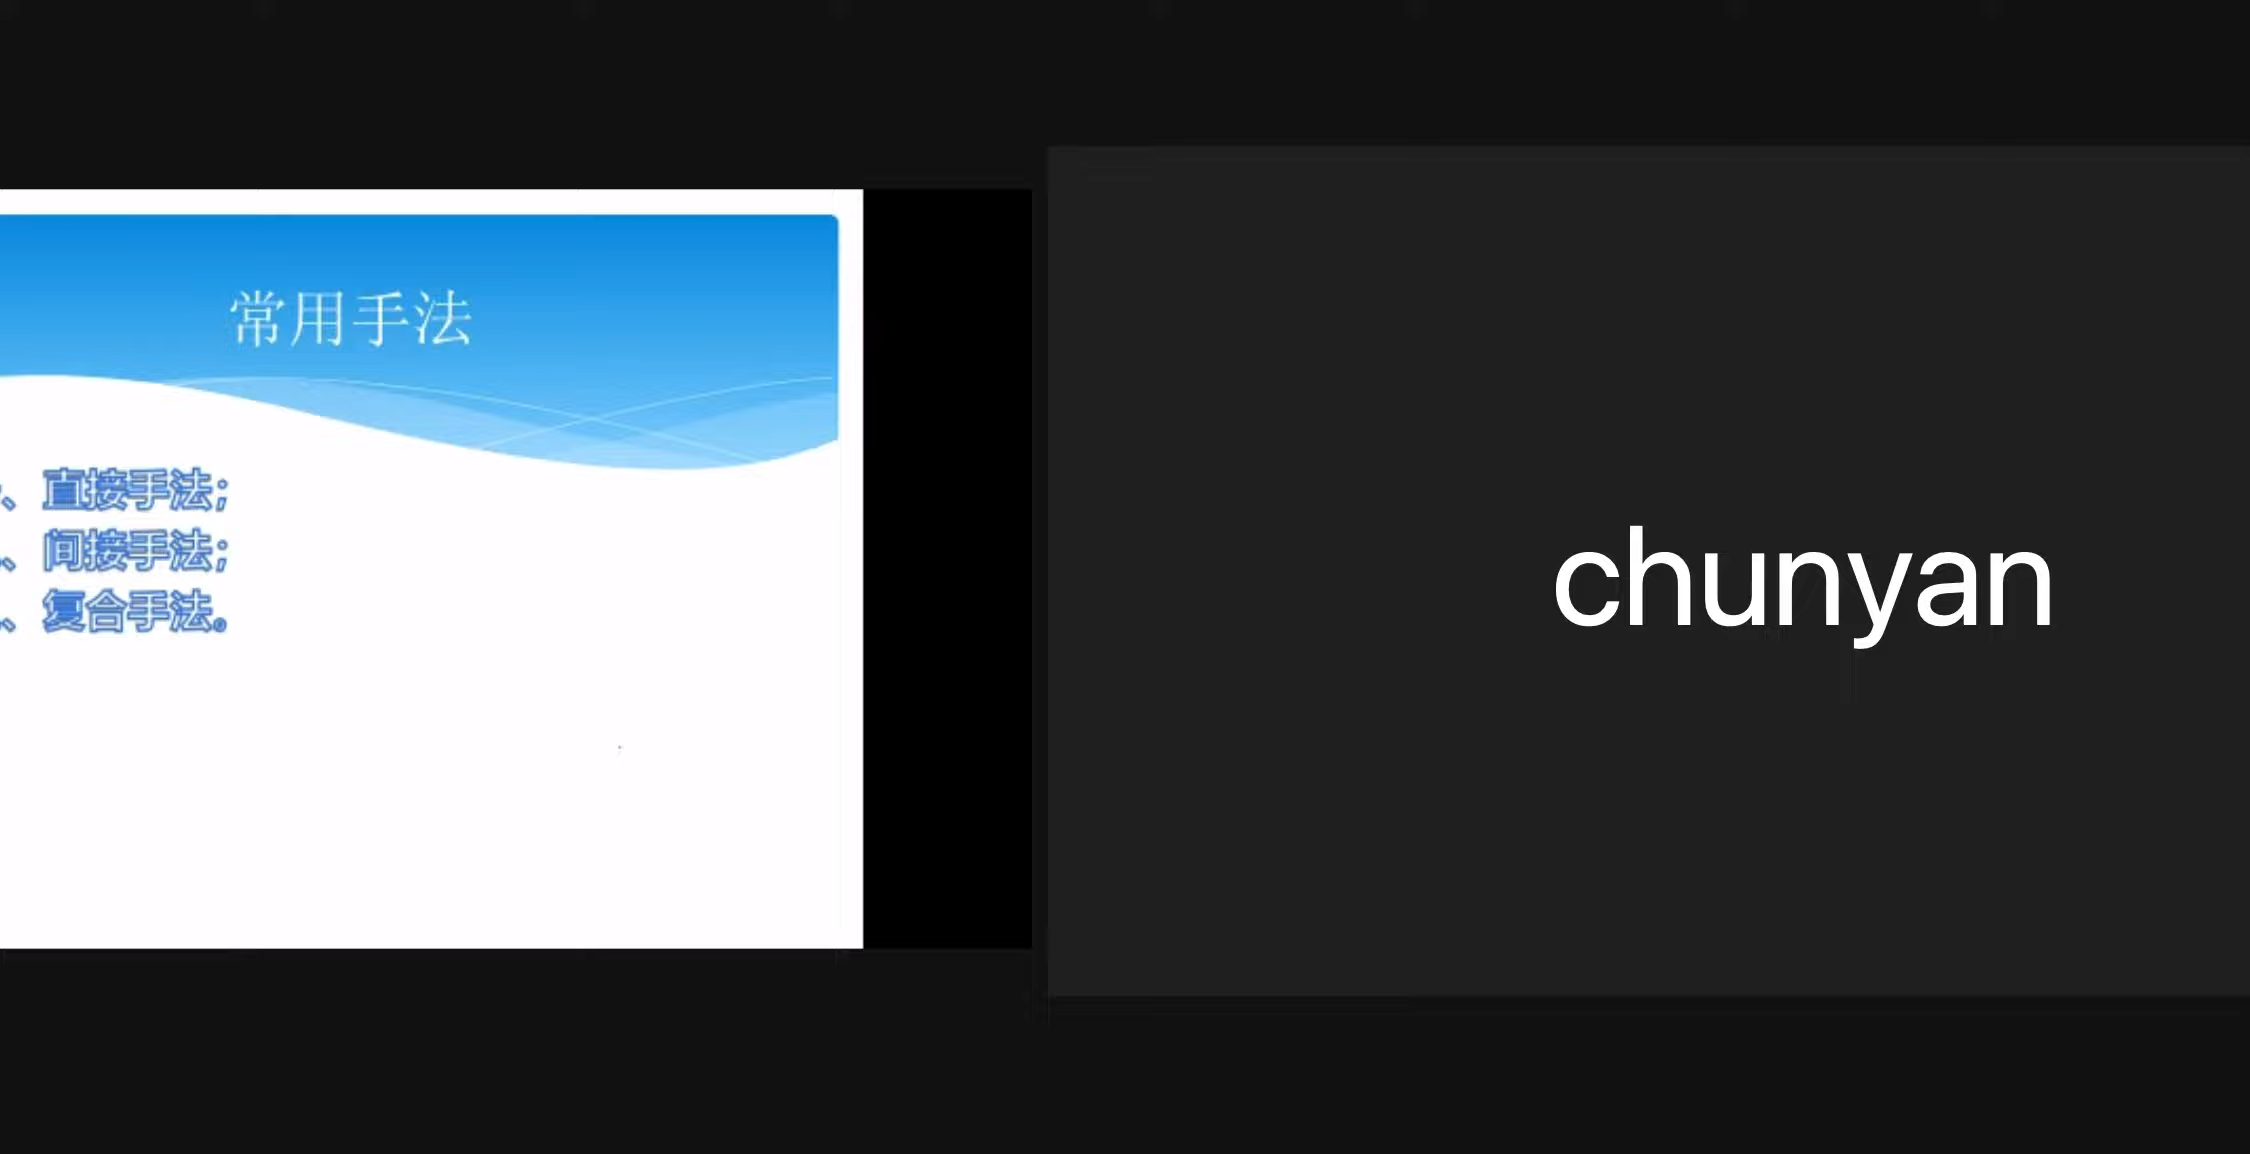 常用手法
、直接手法;
、间接手法;
、复合手法。
chunyan